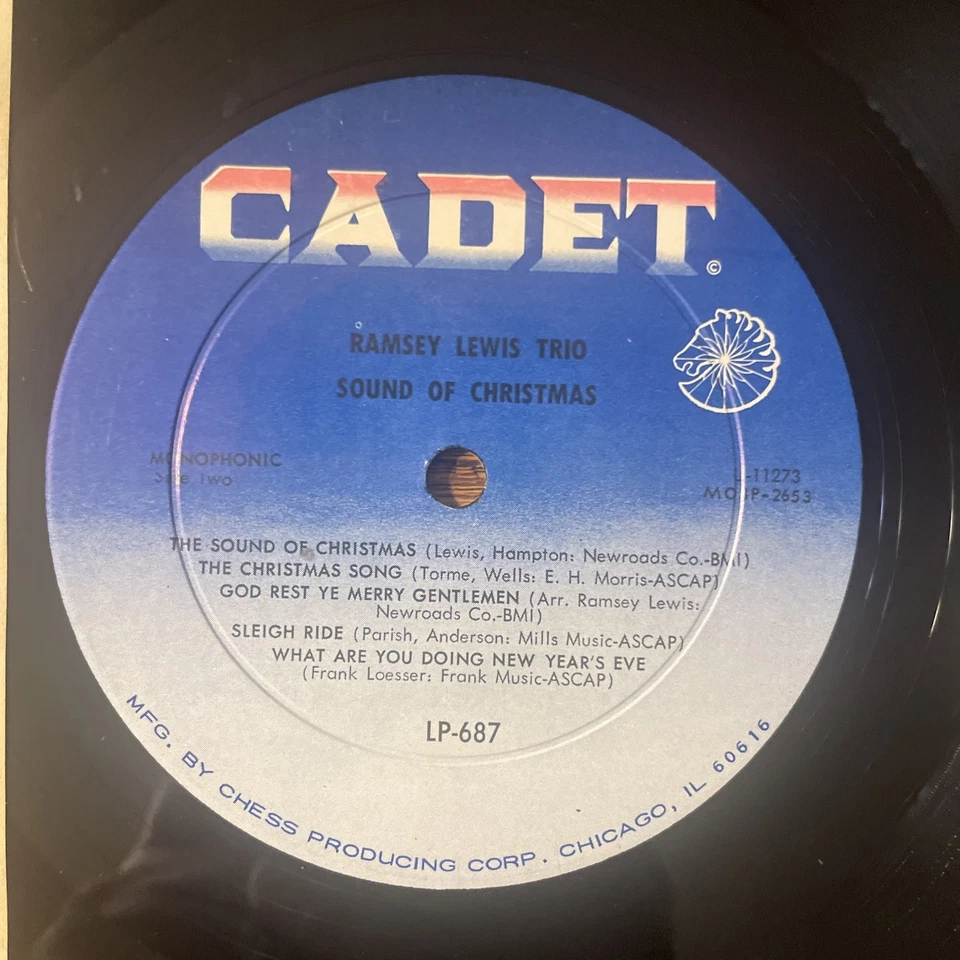 CADET ©
RAMSEY LEWIS TRIO
SOUND OF CHRISTMAS
MONOPHONIC
Side Two
-11273
THE SOUND OF CHRISTMAS (Lewis, Hampton: Newroads Co.-BMI)
THE CHRISTMAS SONG (Torme, Wells: E. H. Morris-ASCAP)
GOD REST YE MERRY GENTLEMEN (Arr. Ramsey Lewis:
Newroads Co.-BMI)
SLEIGH RIDE (Parish, Anderson: Mills Music-ASCAP)
WHAT ARE YOU DOING NEW YEAR'S EVE
(Frank Loesser: Frank Music-ASCAP)
LP-687
MFG. BY CHESS PRODUCING CORP. CHICAGO, IL 60616